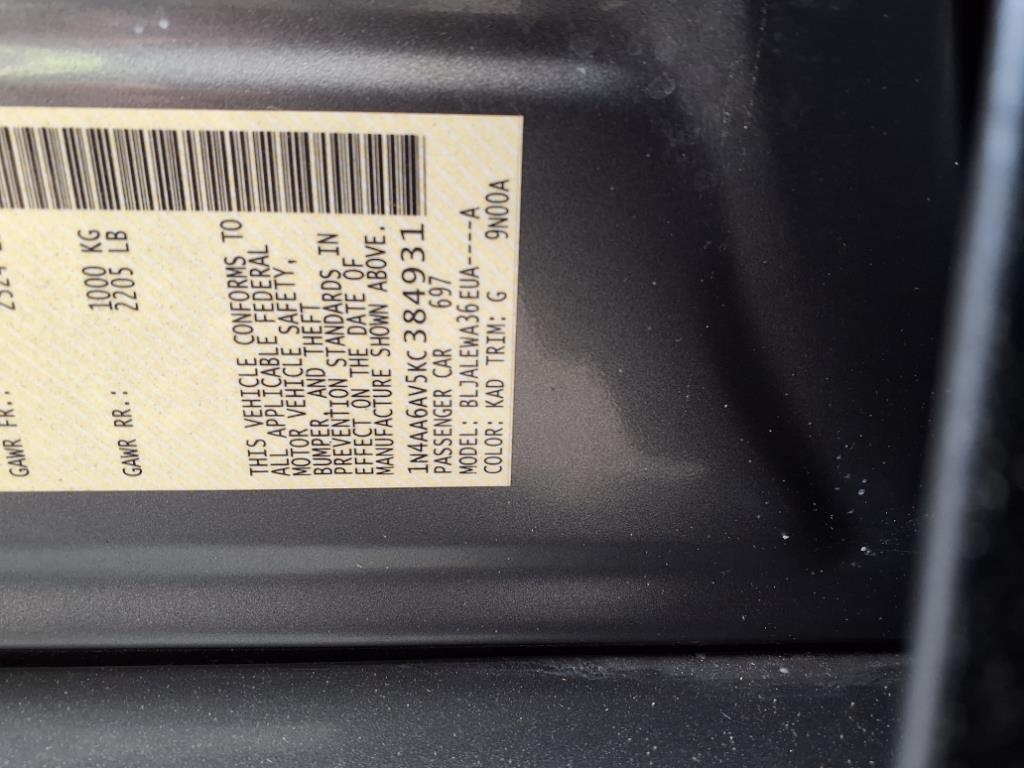 GAWR FR.:
GAWR RR.: 1000 KG
2205 LB
THIS VEHICLE CONFORMS TO
ALL APPLICABLE FEDERAL
MOTOR VEHICLE SAFETY,
BUMPER, AND THEFT
PREVENTION STANDARDS IN
EFFECT ON THE DATE OF
MANUFACTURE SHOWN ABOVE.
1N4AA6AV5KC384931
PASSENGER CAR 697
MODEL: BLJALEWA36EUA-----A
COLOR: KAD TRIM: G 9N00A